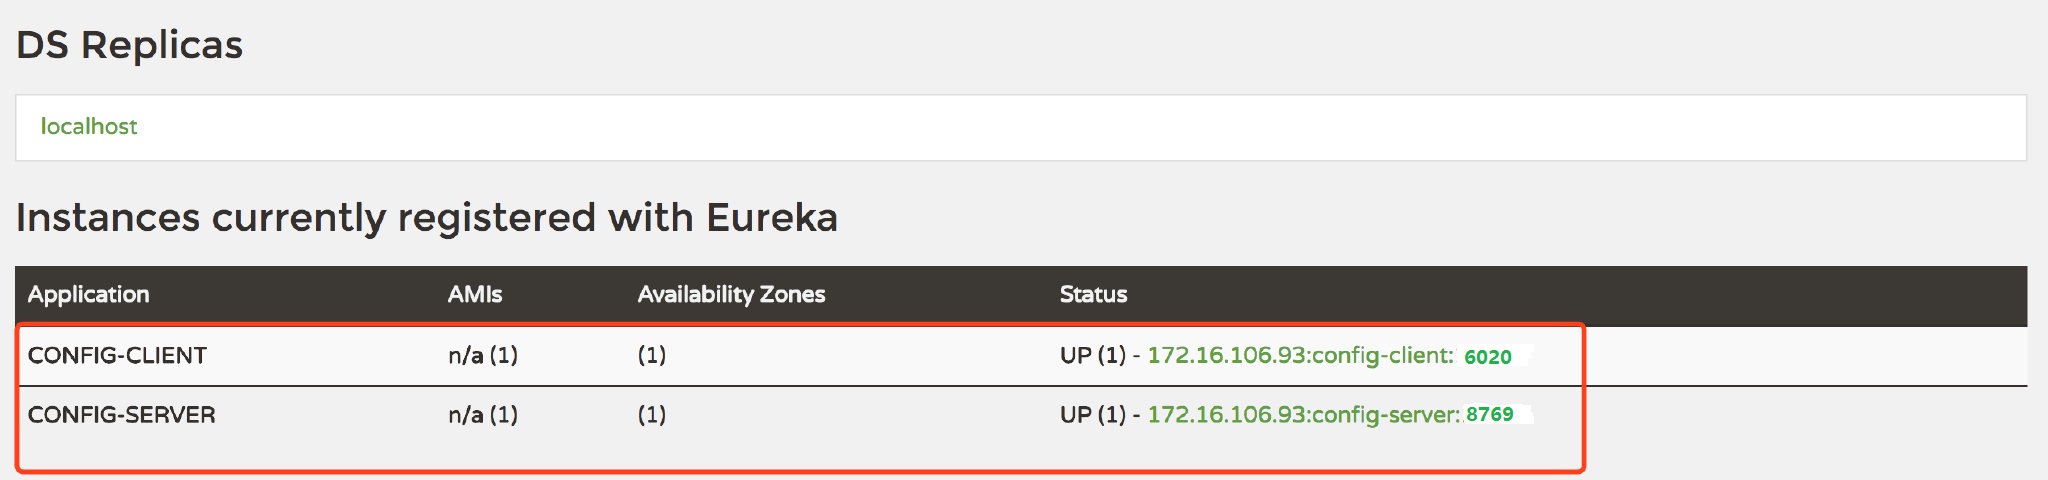 DS Replicas
localhost
Instances currently registered with Eureka
Application AMIs Availability Zones Status
CONFIG-CLIENT n/a (1) (1) UP (1) - 172.16.106.93:config-client: 6020
CONFIG-SERVER n/a (1) (1) UP (1) - 172.16.106.93:config-server: 8769